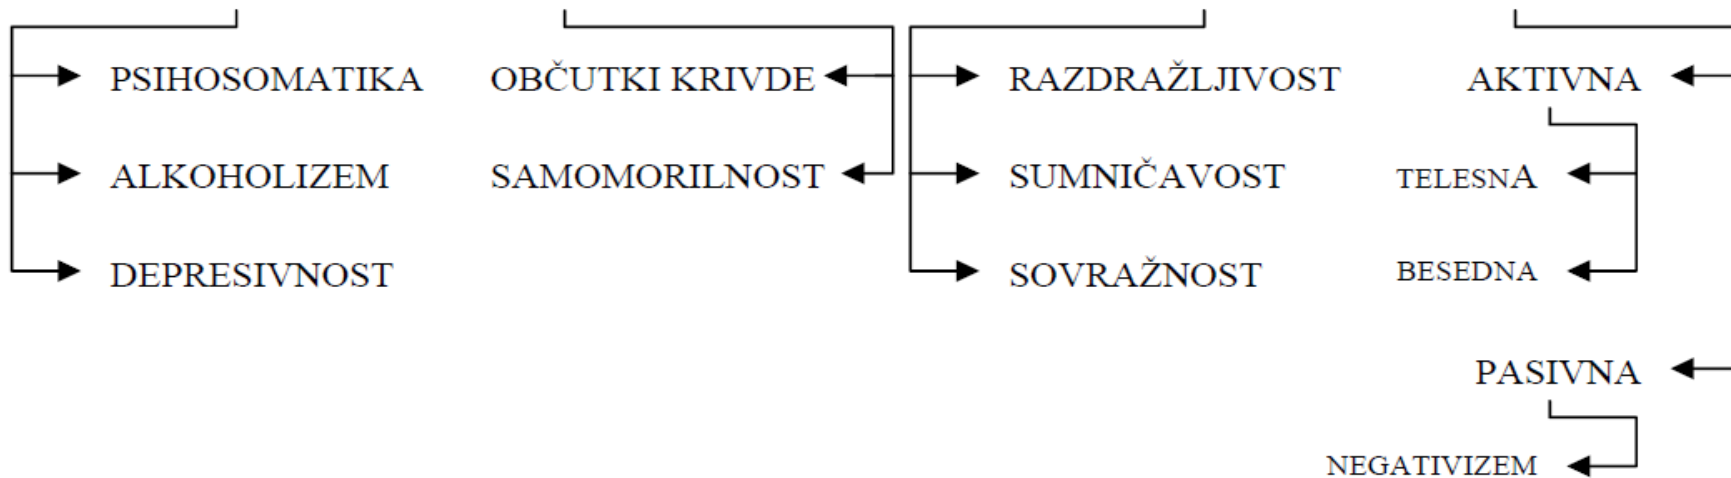 PSIHOSOMATIKA OBČUTKI KRIVDE RAZDRAŽLJIVOST AKTIVNA
ALKOHOLIZEM SAMOMORILNOST SUMNIČAVOST TELESNA
DEPRESIVNOST SOVRAŽNOST BESEDNA
PASIVNA
NEGATIVIZEM